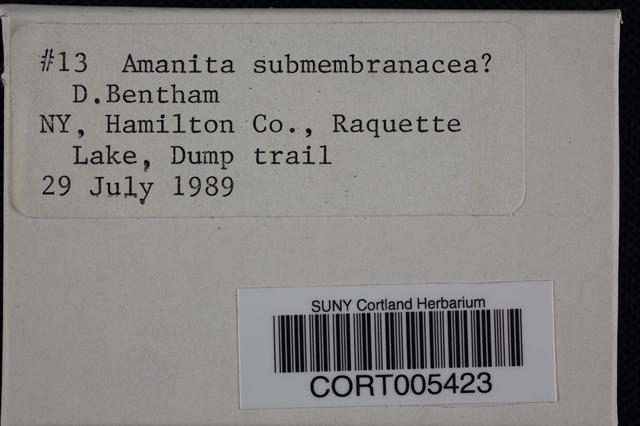 #13 Amanita submembranacea?
D.Bentham
NY, Hamilton Co., Raquette
Lake, Dump trail
29 July 1989
SUNY Cortland Herbarium
CORT005423